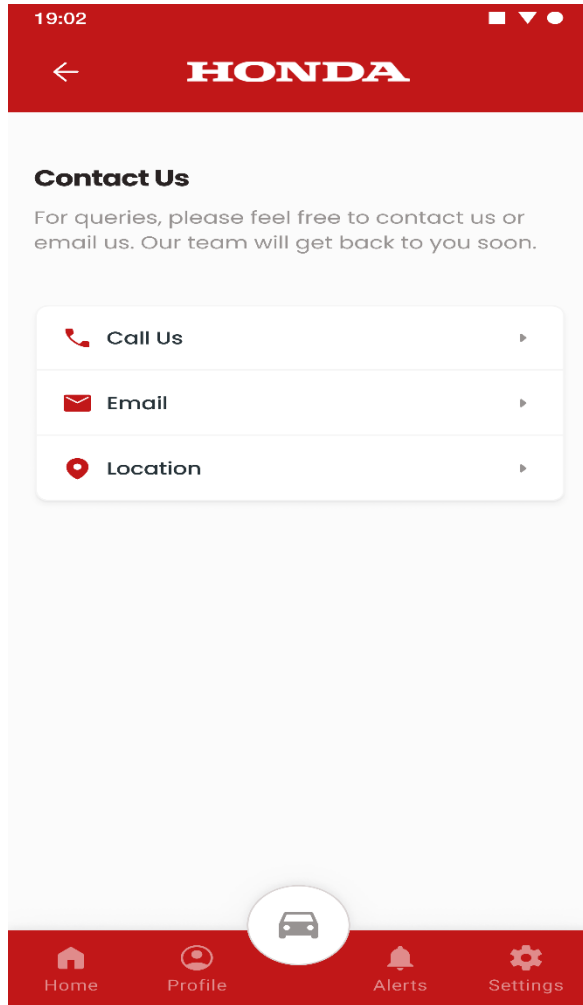 19:02
HONDA
Contact Us
For queries, please feel free to contact us or
email us. Our team will get back to you soon.
Call Us
Email
Location
Home Profile Alerts Settings